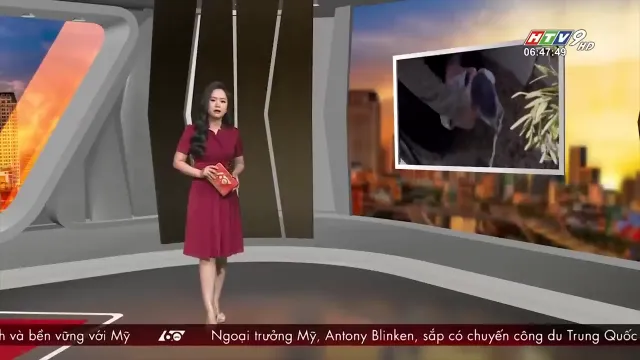 HTV9 HD
06:47:49
h và bền vững với Mỹ 60 Ngoại trưởng Mỹ, Antony Blinken, sắp có chuyến công du Trung Quốc